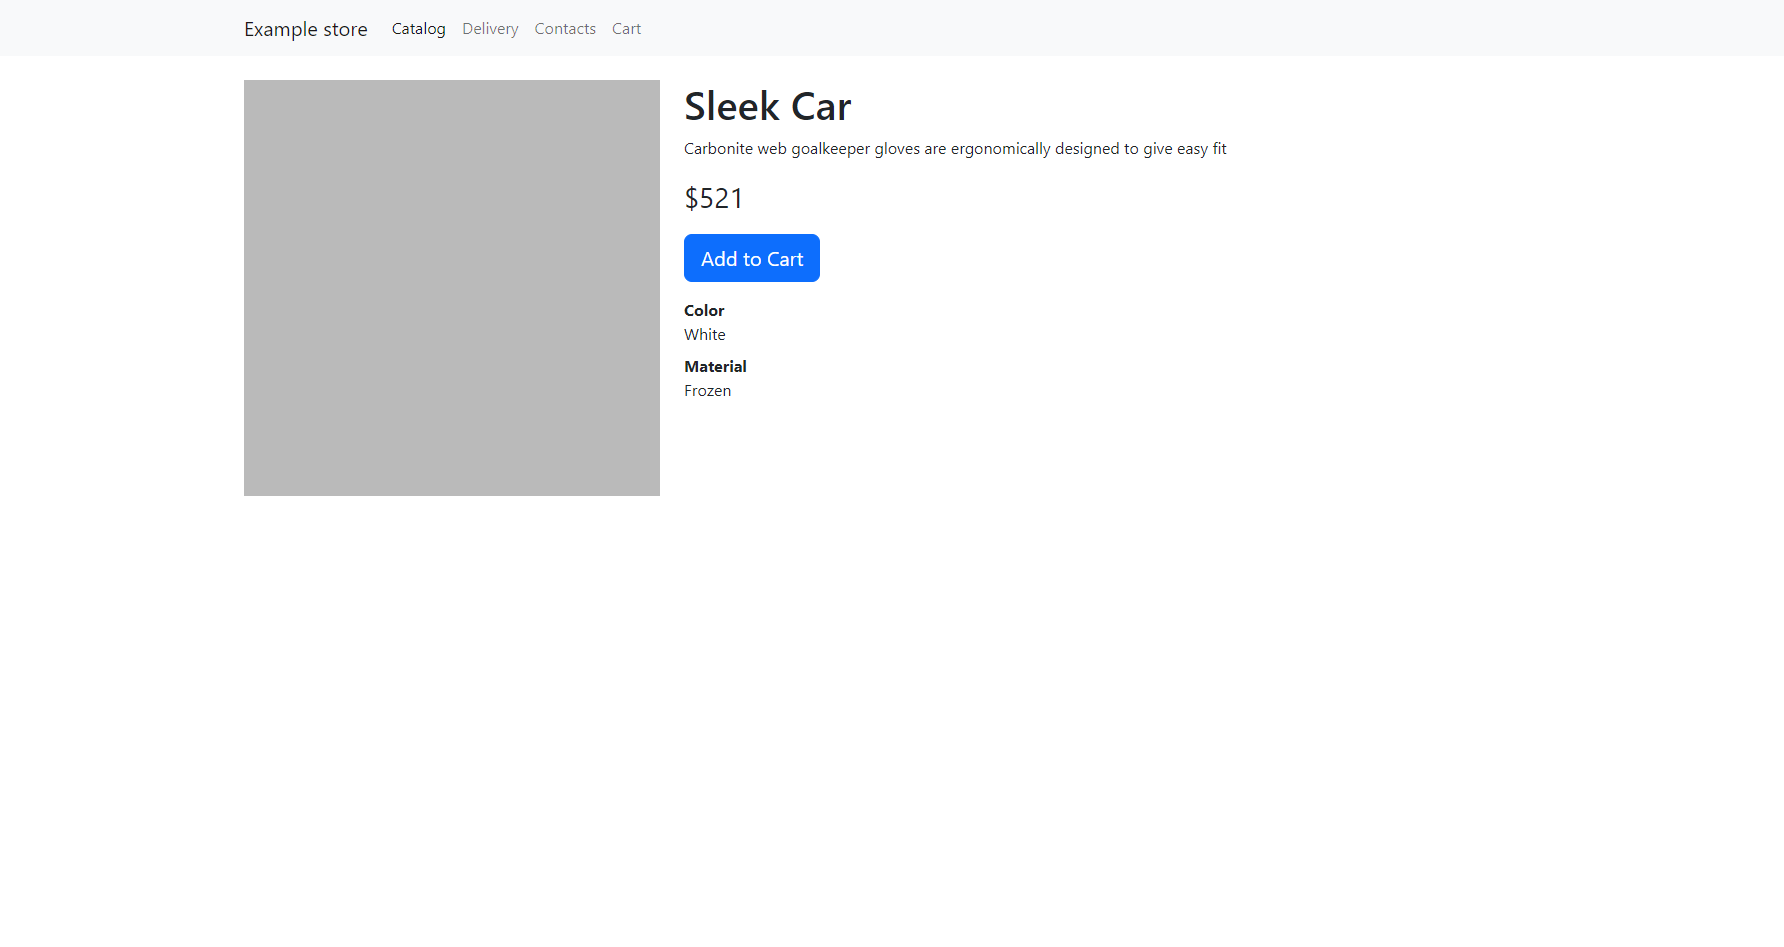 Example store Catalog Delivery Contacts Cart
Sleek Car
Carbonite web goalkeeper gloves are ergonomically designed to give easy fit
$521
Add to Cart
Color
White
Material
Frozen